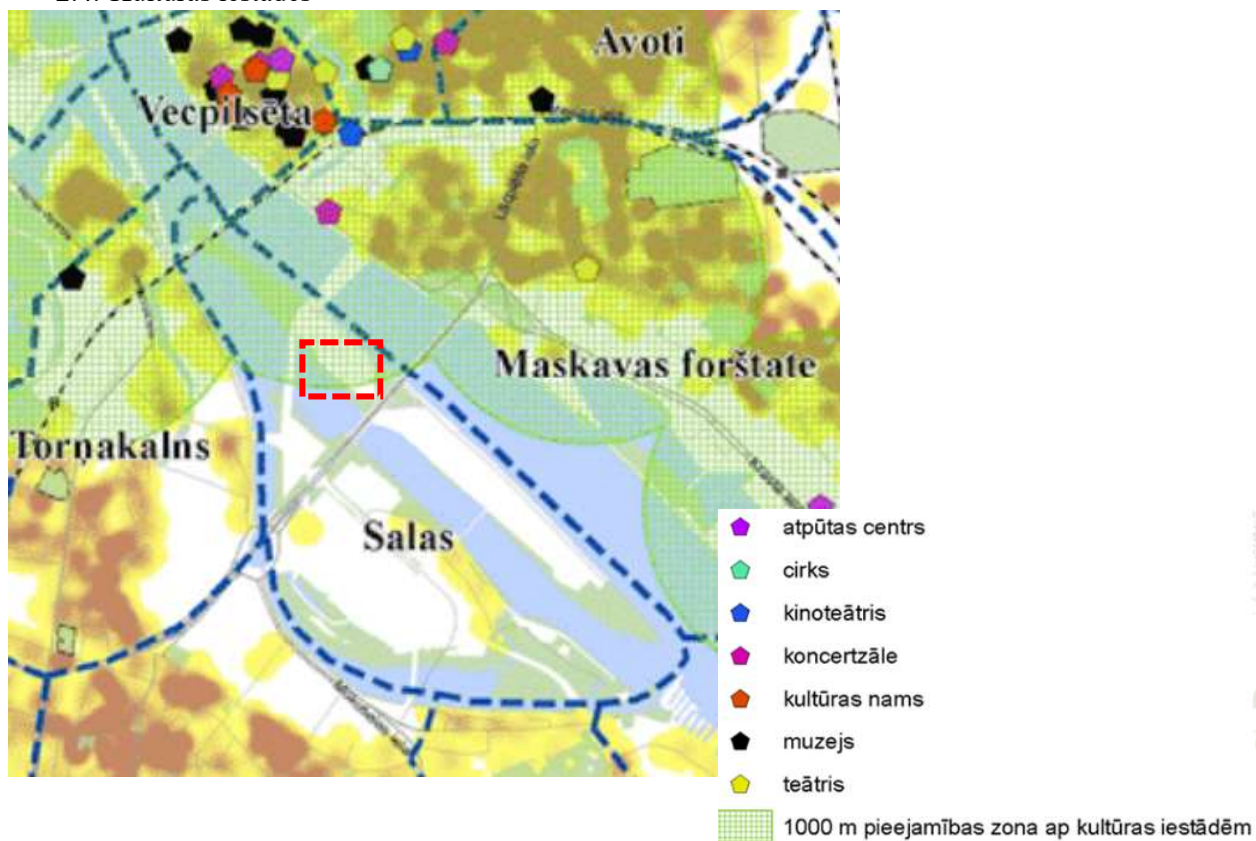 Avoti
Vecpilsēta
Maskavas forštate
Torņakalns
Salas
atpūtas centrs
cirks
kinoteātris
koncertzāle
kultūras nams
muzejs
teātris
1000 m pieejamības zona ap kultūras iestādēm